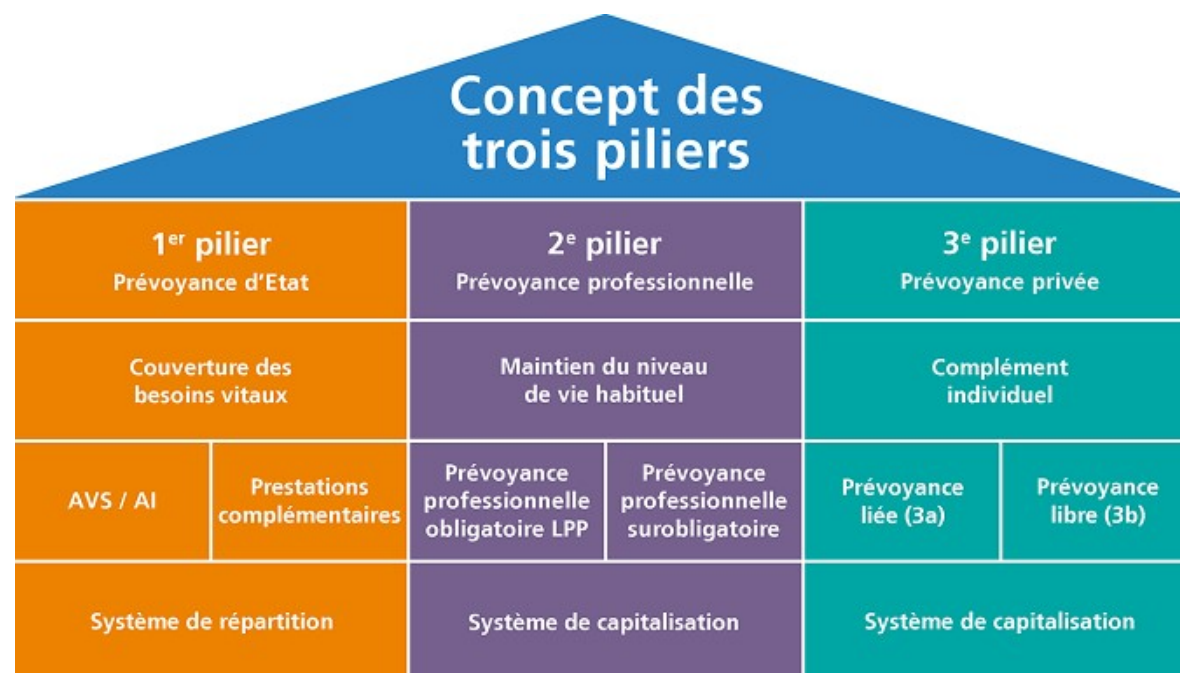 Concept des
trois piliers
1er pilier
Prévoyance d'Etat
2e pilier
Prévoyance professionnelle
3e pilier
Prévoyance privée
Couverture des
besoins vitaux
Maintien du niveau
de vie habituel
Complément
individuel
AVS / AI
Prestations
complémentaires
Prévoyance
professionnelle
obligatoire LPP
Prévoyance
professionnelle
surobligatoire
Prévoyance
liée (3a)
Prévoyance
libre (3b)
Système de répartition
Système de capitalisation
Système de capitalisation